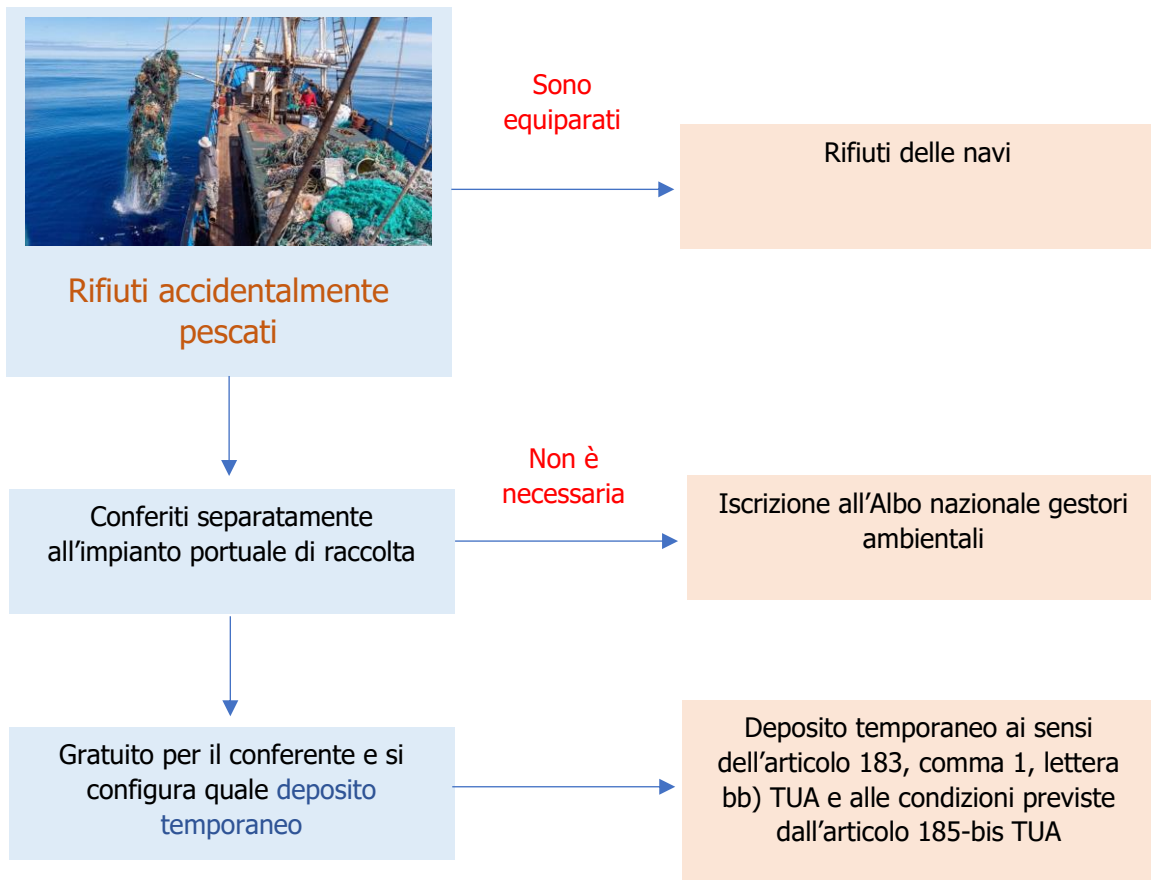 Sono
equiparati
Rifiuti delle navi
Rifiuti accidentalmente
pescati
Non è
necessaria
Conferiti separatamente
all’impianto portuale di raccolta
Iscrizione all’Albo nazionale gestori
ambientali
Gratuito per il conferente e si
configura quale deposito
temporaneo
Deposito temporaneo ai sensi
dell’articolo 183, comma 1, lettera
bb) TUA e alle condizioni previste
dall’articolo 185-bis TUA